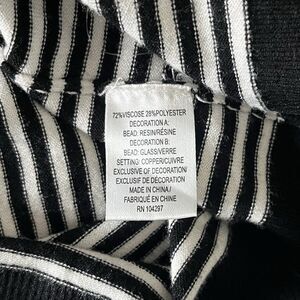 72%VISCOSE 28%POLYESTER
DECORATION A:
BEAD: RESIN/RÉSINE
DECORATION B:
BEAD: GLASS/VERRE
SETTING: COPPER/CUIVRE
EXCLUSIVE OF DECORATION/
EXCLUSIF DE DÉCORATION
MADE IN CHINA/
FABRIQUÉ EN CHINE
RN 104297